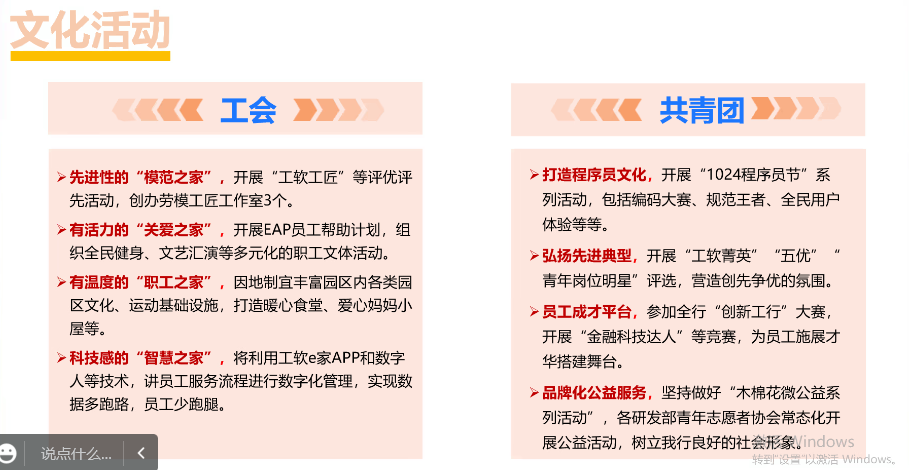 文化活动
工会
➢先进性的“模范之家”，开展“工软工匠”等评优评
先活动，创办劳模工匠工作室3个。
➢有活力的“关爱之家”，开展EAP员工帮助计划，组
织全民健身、文艺汇演等多元化的职工文体活动。
➢有温度的“职工之家”，因地制宜丰富园区内各类园
区文化、运动基础设施，打造暖心食堂、爱心妈妈小
屋等。
➢科技感的“智慧之家”，将利用工软e家APP和数字
人等技术，讲员工服务流程进行数字化管理，实现数
据多跑路，员工少跑腿。
共青团
➢打造程序员文化，开展“1024程序员节”系
列活动，包括编码大赛、规范王者、全民用户
体验等等。
➢弘扬先进典型，开展“工软菁英”“五优”“
青年岗位明星”评选，营造创先争优的氛围。
➢员工成才平台，参加全行“创新工行”大赛，
开展“金融科技达人”等竞赛，为员工施展才
华搭建舞台。
➢品牌化公益服务，坚持做好“木棉花微公益系
列活动”，各研发部青年志愿者协会常态化开
展公益活动，树立我行良好的社会形象。
说点什么...
激活 Windows
转到"设置"以激活 Windows。